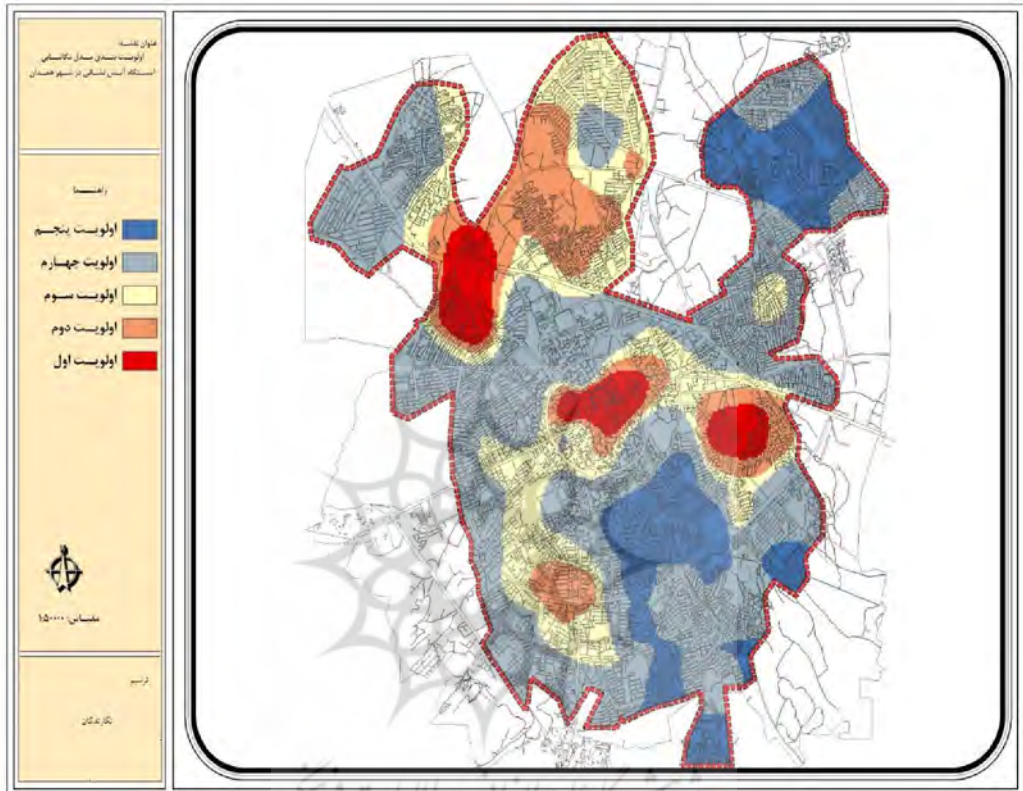 عنوان نقشه:
اولویت بندی مدل مکانیابی
ایستگاه آتش نشانی در شهر همدان
راهنما
اولویت پنجم
اولویت چهارم
اولویت سوم
اولویت دوم
اولویت اول
مقیاس: ۱:۵۰۰۰۰
ترسیم
نگارندگان